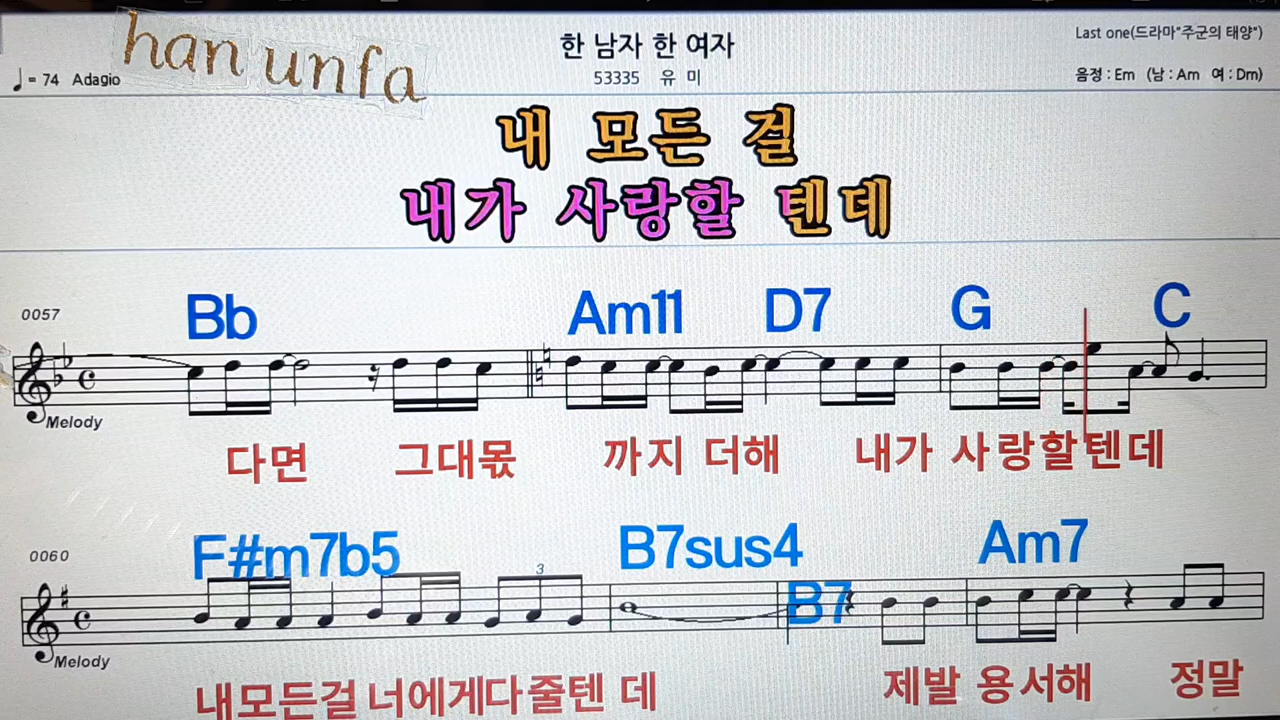 han unfa
한 남자 한 여자
Last one(드라마"주군의 태양")
♩= 74 Adagio
53335 유 미
음정 : Em (남 : Am 여 : Dm)
내 모든 걸
내가 사랑할 텐데
Bb Am11 D7 G C
0057
Melody
다면 그대몫 까지 더해 내가 사랑할텐데
F#m7b5 B7sus4 Am7
0060
3
B7
Melody
내모든걸 너에게다줄텐 데 제발 용서해 정말